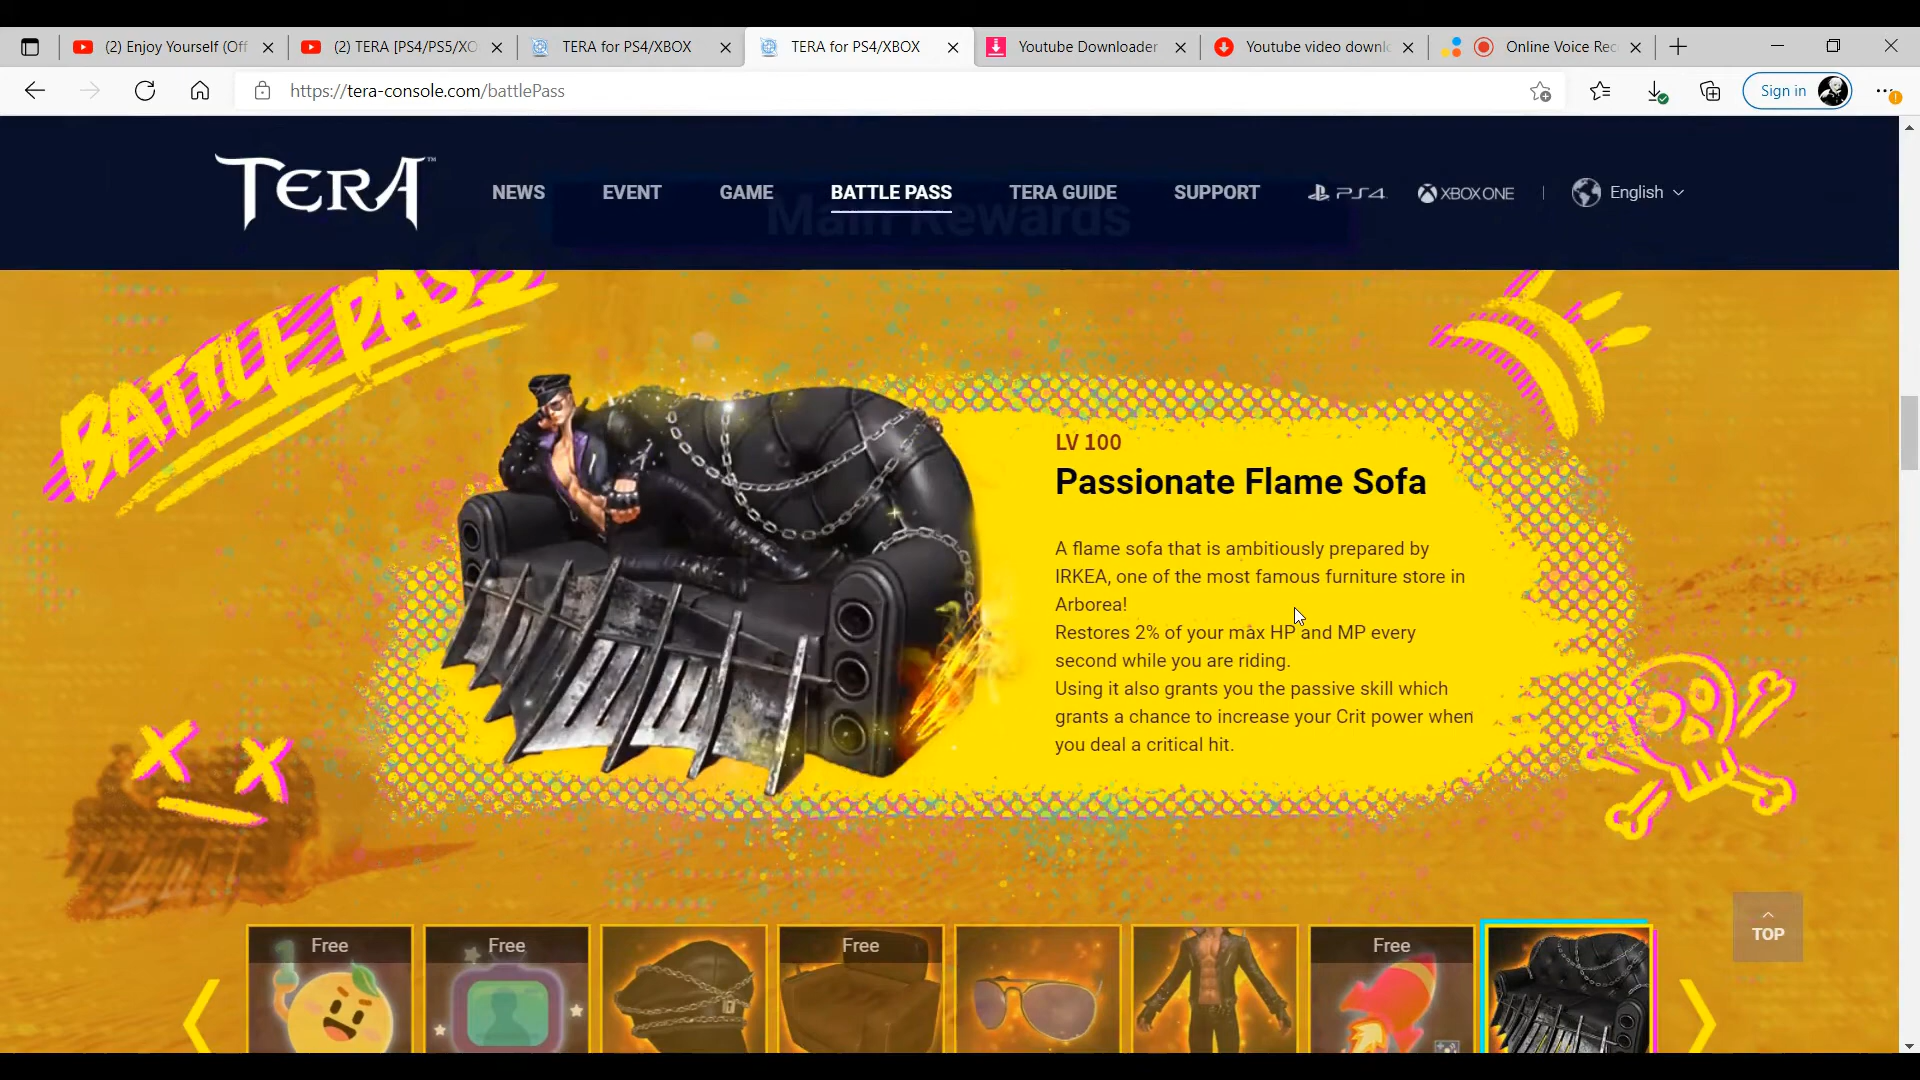 (2) Enjoy Yourself (Off
(2) TERA [PS4/PS5/XO
TERA for PS4/XBOX
TERA for PS4/XBOX
Youtube Downloader
Youtube video downl
Online Voice Rec
https://tera-console.com/battlePass
Sign in
TERA™
NEWS
EVENT
GAME
BATTLE PASS
TERA GUIDE
SUPPORT
PS4
XBOX ONE
English
Main Rewards
BATTLE PASS
LV 100
Passionate Flame Sofa
A flame sofa that is ambitiously prepared by
IRKEA, one of the most famous furniture store in
Arborea!
Restores 2% of your max HP and MP every
second while you are riding.
Using it also grants you the passive skill which
grants a chance to increase your Crit power when
you deal a critical hit.
TOP
Free
Free
Free
Free